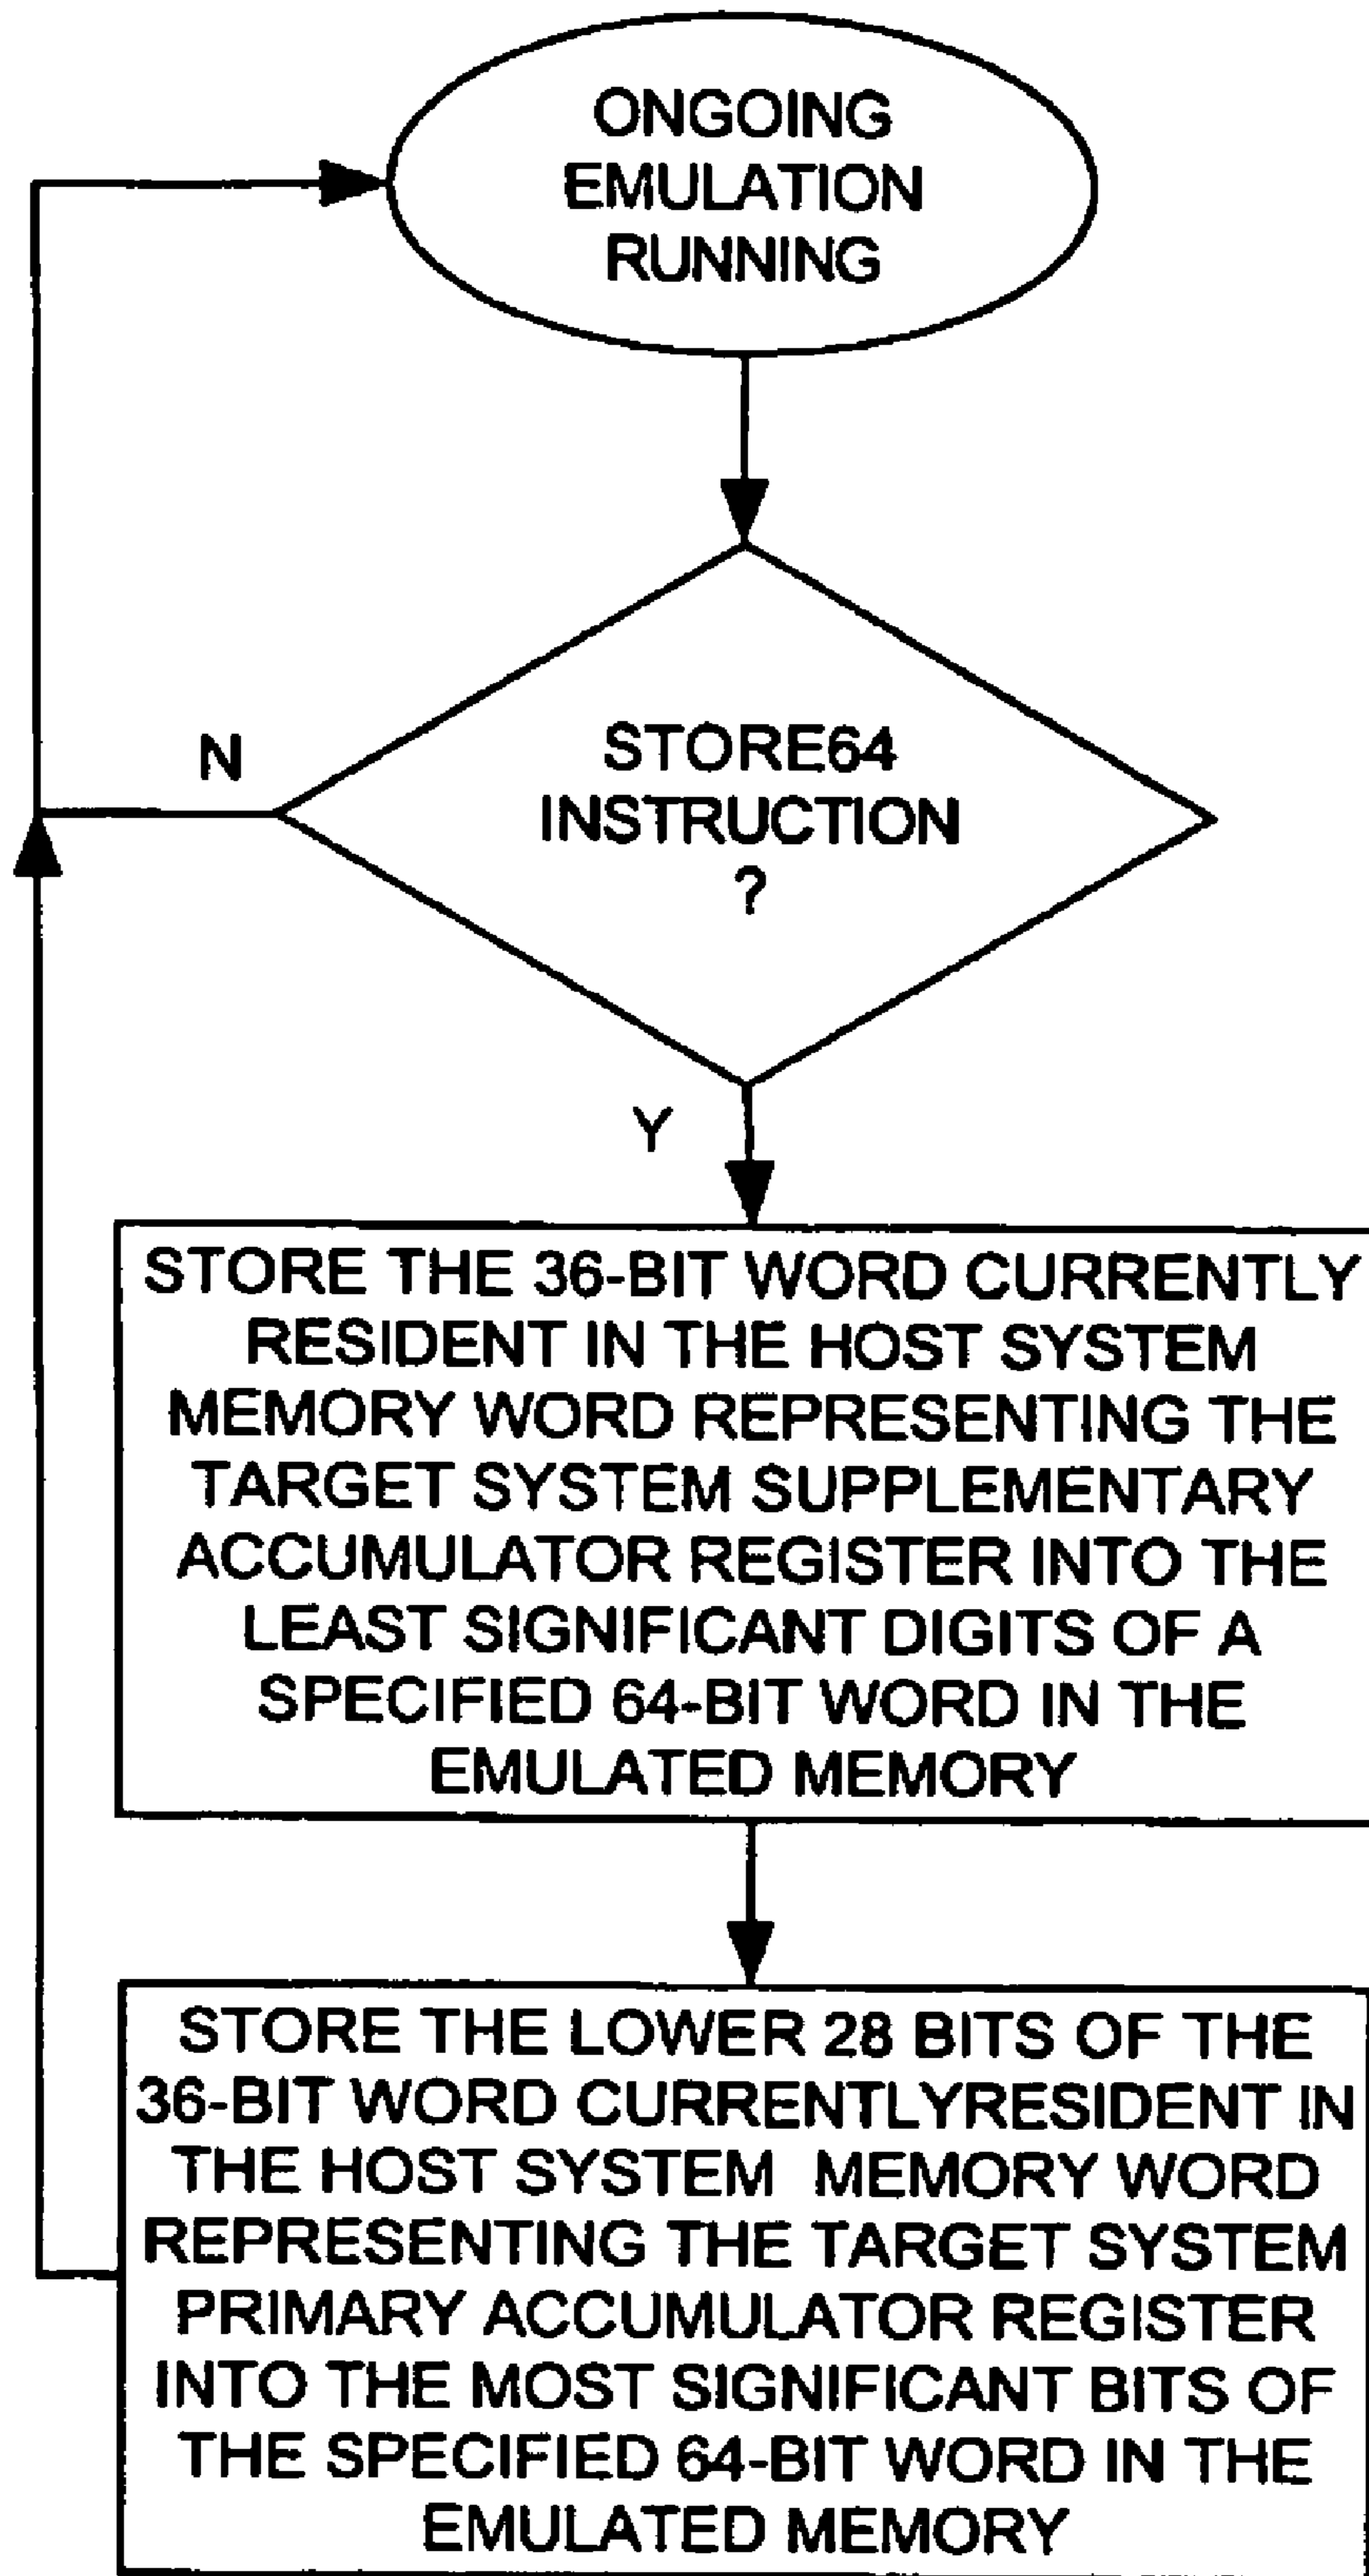 ONGOING
EMULATION
RUNNING
STORE64
INSTRUCTION
?
N
Y
STORE THE 36-BIT WORD CURRENTLY
RESIDENT IN THE HOST SYSTEM
MEMORY WORD REPRESENTING THE
TARGET SYSTEM SUPPLEMENTARY
ACCUMULATOR REGISTER INTO THE
LEAST SIGNIFICANT DIGITS OF A
SPECIFIED 64-BIT WORD IN THE
EMULATED MEMORY
STORE THE LOWER 28 BITS OF THE
36-BIT WORD CURRENTLYRESIDENT IN
THE HOST SYSTEM MEMORY WORD
REPRESENTING THE TARGET SYSTEM
PRIMARY ACCUMULATOR REGISTER
INTO THE MOST SIGNIFICANT BITS OF
THE SPECIFIED 64-BIT WORD IN THE
EMULATED MEMORY